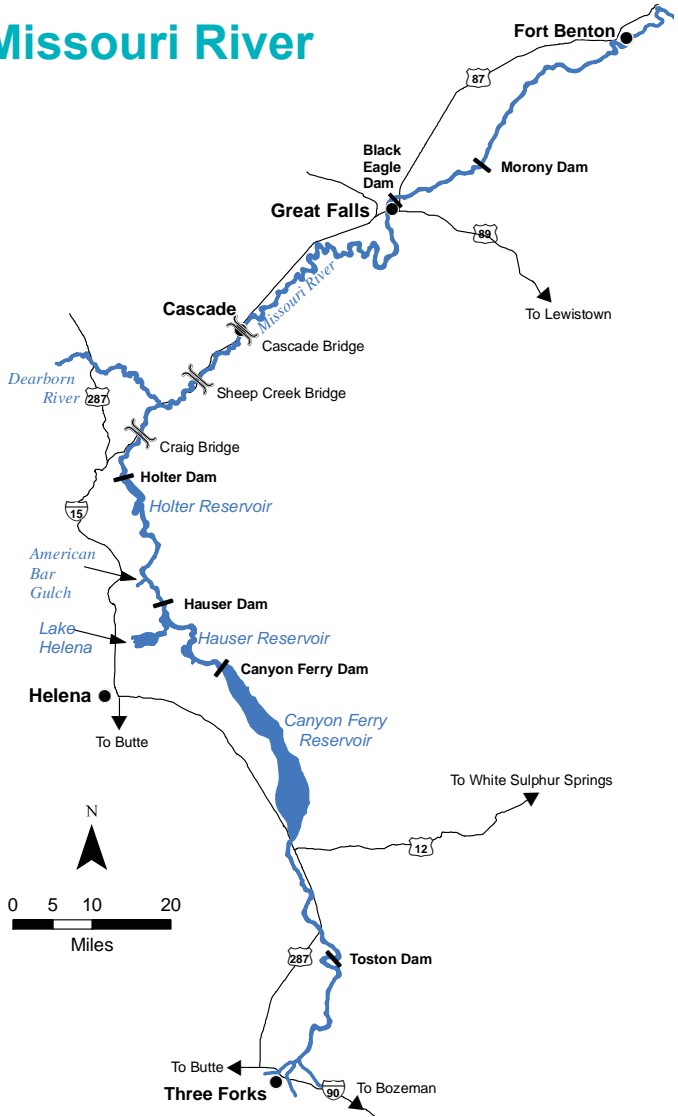 Missouri River
Fort Benton
87
Black
Eagle
Dam
Morony Dam
Great Falls
89
To Lewistown
Missouri River
Cascade
Cascade Bridge
Dearborn
River
287
Sheep Creek Bridge
Craig Bridge
Holter Dam
15
Holter Reservoir
American
Bar
Gulch
Hauser Dam
Lake
Helena
Hauser Reservoir
Canyon Ferry Dam
Helena
To Butte
Canyon Ferry
Reservoir
To White Sulphur Springs
12
N
0 5 10 20
Miles
287
Toston Dam
To Butte
Three Forks
90
To Bozeman